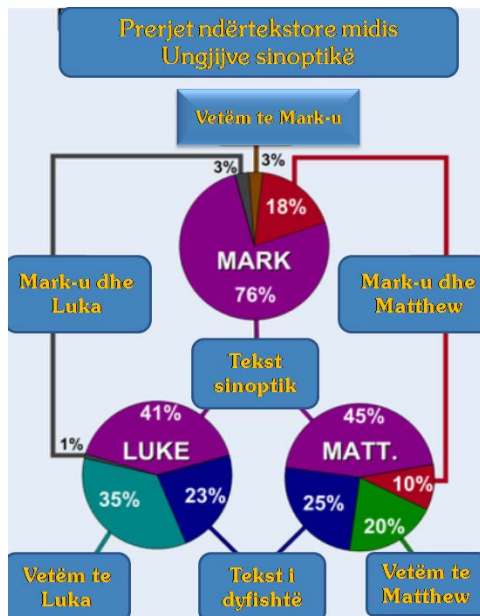 Prerjet ndërtekstore midis
Ungjijve sinoptikë
Vetëm te Mark-u
3%
3%
18%
MARK
76%
Mark-u dhe
Luka
Mark-u dhe
Matthew
Tekst
sinoptik
41%
LUKE
1%
35%
23%
45%
MATT.
10%
25%
20%
Vetëm te
Luka
Tekst i
dyfishtë
Vetëm te
Matthew